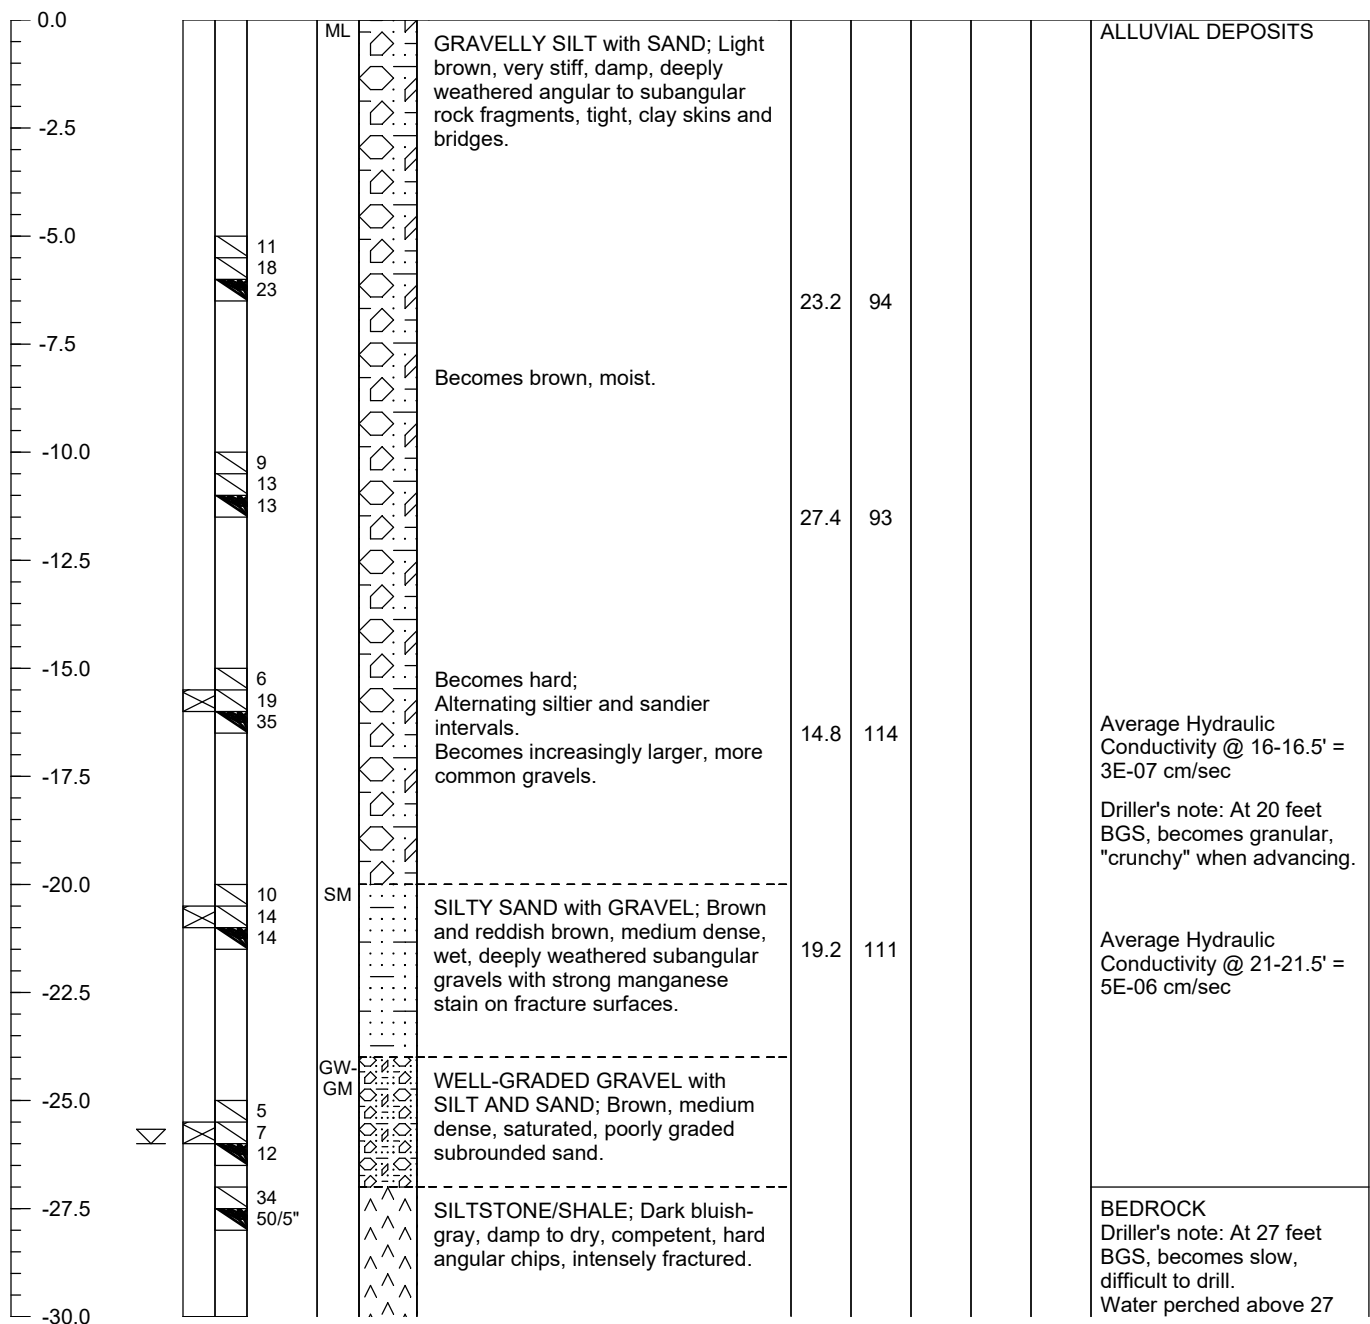 0.0
ML
GRAVELLY SILT with SAND; Light
brown, very stiff, damp, deeply
weathered angular to subangular
rock fragments, tight, clay skins and
bridges.
ALLUVIAL DEPOSITS
-2.5
-5.0
11
18
23
23.2
94
-7.5
Becomes brown, moist.
-10.0
9
13
13
27.4
93
-12.5
-15.0
6
19
35
Becomes hard;
Alternating siltier and sandier
intervals.
Becomes increasingly larger, more
common gravels.
14.8
114
Average Hydraulic
Conductivity @ 16-16.5' =
3E-07 cm/sec
-17.5
Driller's note: At 20 feet
BGS, becomes granular,
"crunchy" when advancing.
-20.0
10
14
14
SM
SILTY SAND with GRAVEL; Brown
and reddish brown, medium dense,
wet, deeply weathered subangular
gravels with strong manganese
stain on fracture surfaces.
19.2
111
Average Hydraulic
Conductivity @ 21-21.5' =
5E-06 cm/sec
-22.5
GW-
GM
WELL-GRADED GRAVEL with
SILT AND SAND; Brown, medium
dense, saturated, poorly graded
subrounded sand.
-25.0
5
7
12
-27.5
34
50/5"
SILTSTONE/SHALE; Dark bluish-
gray, damp to dry, competent, hard
angular chips, intensely fractured.
BEDROCK
Driller's note: At 27 feet
BGS, becomes slow,
difficult to drill.
Water perched above 27
-30.0